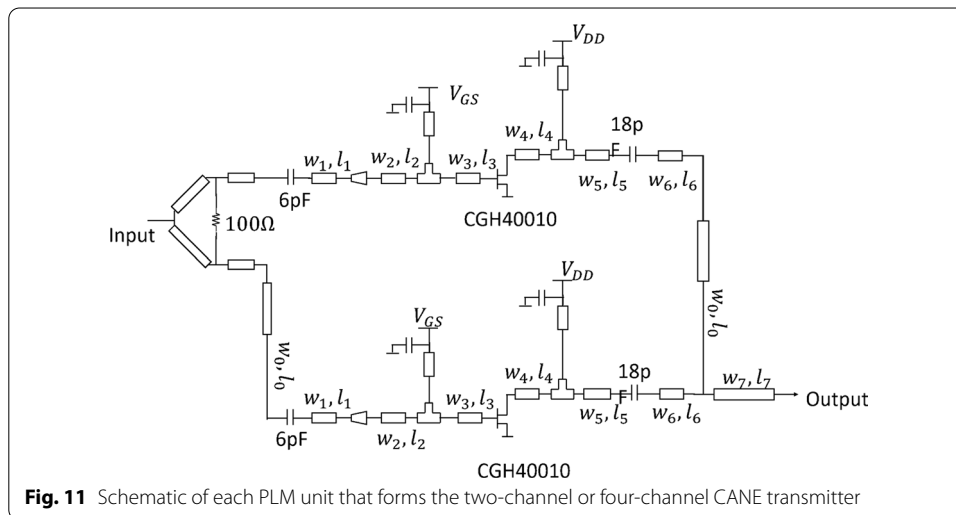 V_DD
V_GS
18p
F
w_4, l_4
w_1, l_1
w_2, l_2
w_3, l_3
w_5, l_5
w_6, l_6
6pF
CGH40010
100Ω
Input
w_0, l_0
V_DD
V_GS
w_0, l_0
18p
F
w_4, l_4
w_7, l_7
w_1, l_1
w_3, l_3
Output
w_5, l_5
w_6, l_6
6pF
w_2, l_2
CGH40010
Fig. 11 Schematic of each PLM unit that forms the two-channel or four-channel CANE transmitter